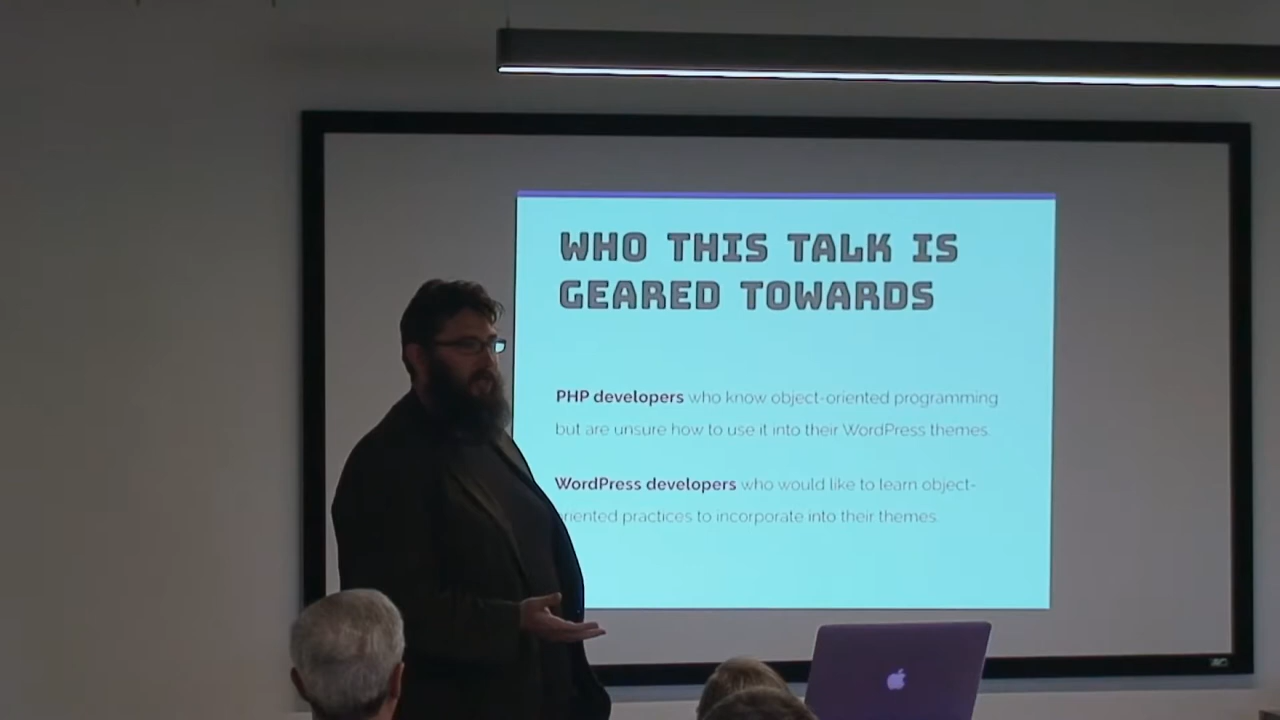 WHO THIS TALK IS
GEARED TOWARDS
PHP developers who know object-oriented programming
but are unsure how to use it into their WordPress themes.
WordPress developers who would like to learn object-
oriented practices to incorporate into their themes.